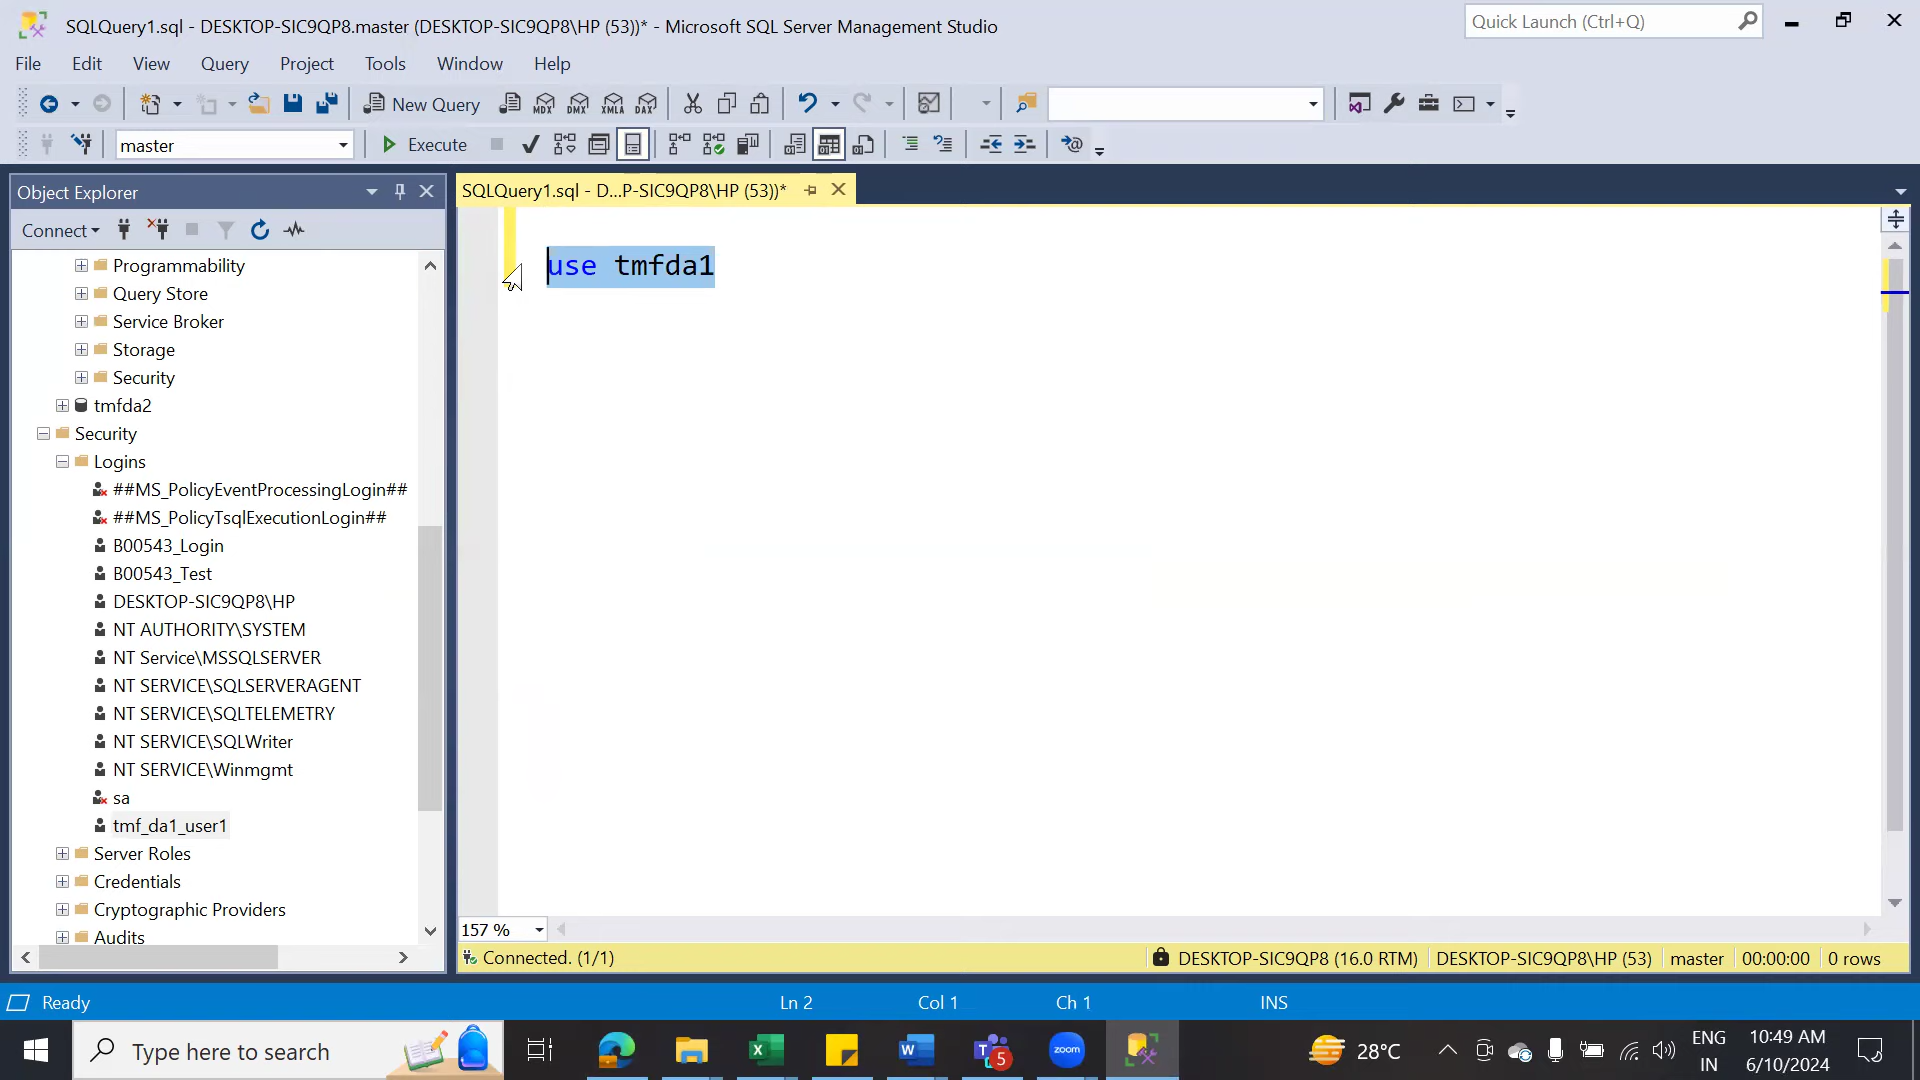 SQLQuery1.sql - DESKTOP-SIC9QP8.master (DESKTOP-SIC9QP8\HP (53))* - Microsoft SQL Server Management Studio
Quick Launch (Ctrl+Q)
File Edit View Query Project Tools Window Help
New Query MDX DMX XMLA DAX
master Execute
Object Explorer
SQLQuery1.sql - D...P-SIC9QP8\HP (53))*
Connect
Programmability
Query Store
Service Broker
Storage
Security
tmfda2
Security
Logins
##MS_PolicyEventProcessingLogin##
##MS_PolicyTsqlExecutionLogin##
B00543_Login
B00543_Test
DESKTOP-SIC9QP8\HP
NT AUTHORITY\SYSTEM
NT Service\MSSQLSERVER
NT SERVICE\SQLSERVERAGENT
NT SERVICE\SQLTELEMETRY
NT SERVICE\SQLWriter
NT SERVICE\Winmgmt
sa
tmf_da1_user1
Server Roles
Credentials
Cryptographic Providers
Audits
use tmfda1
157 %
Connected. (1/1) DESKTOP-SIC9QP8 (16.0 RTM) DESKTOP-SIC9QP8\HP (53) master 00:00:00 0 rows
Ready Ln 2 Col 1 Ch 1 INS
Type here to search
5
zoom
28°C
ENG
IN
10:49 AM
6/10/2024